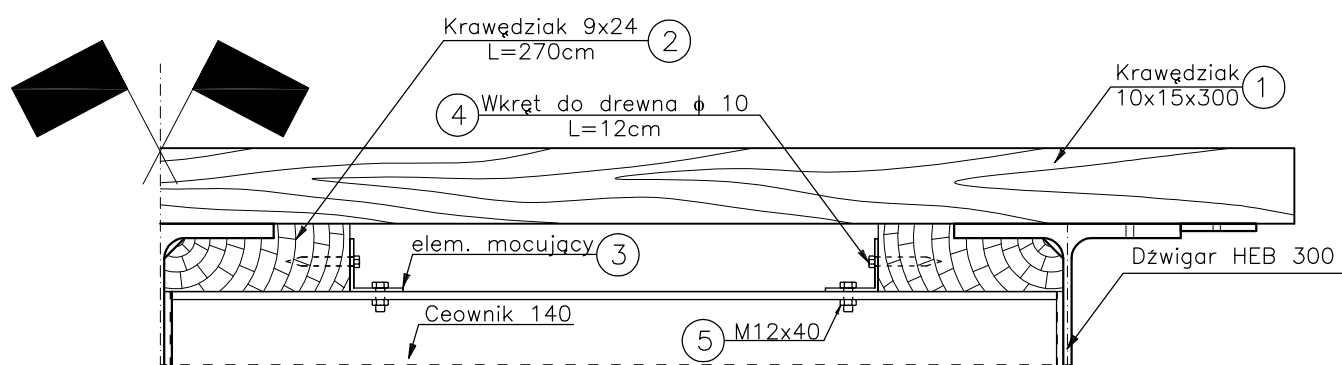 Krawędziak 9x24
L=270cm
2
Krawędziak
10x15x300
1
4
Wkręt do drewna ϕ 10
L=12cm
elem. mocujący
3
Dźwigar HEB 300
Ceownik 140
5
M12x40